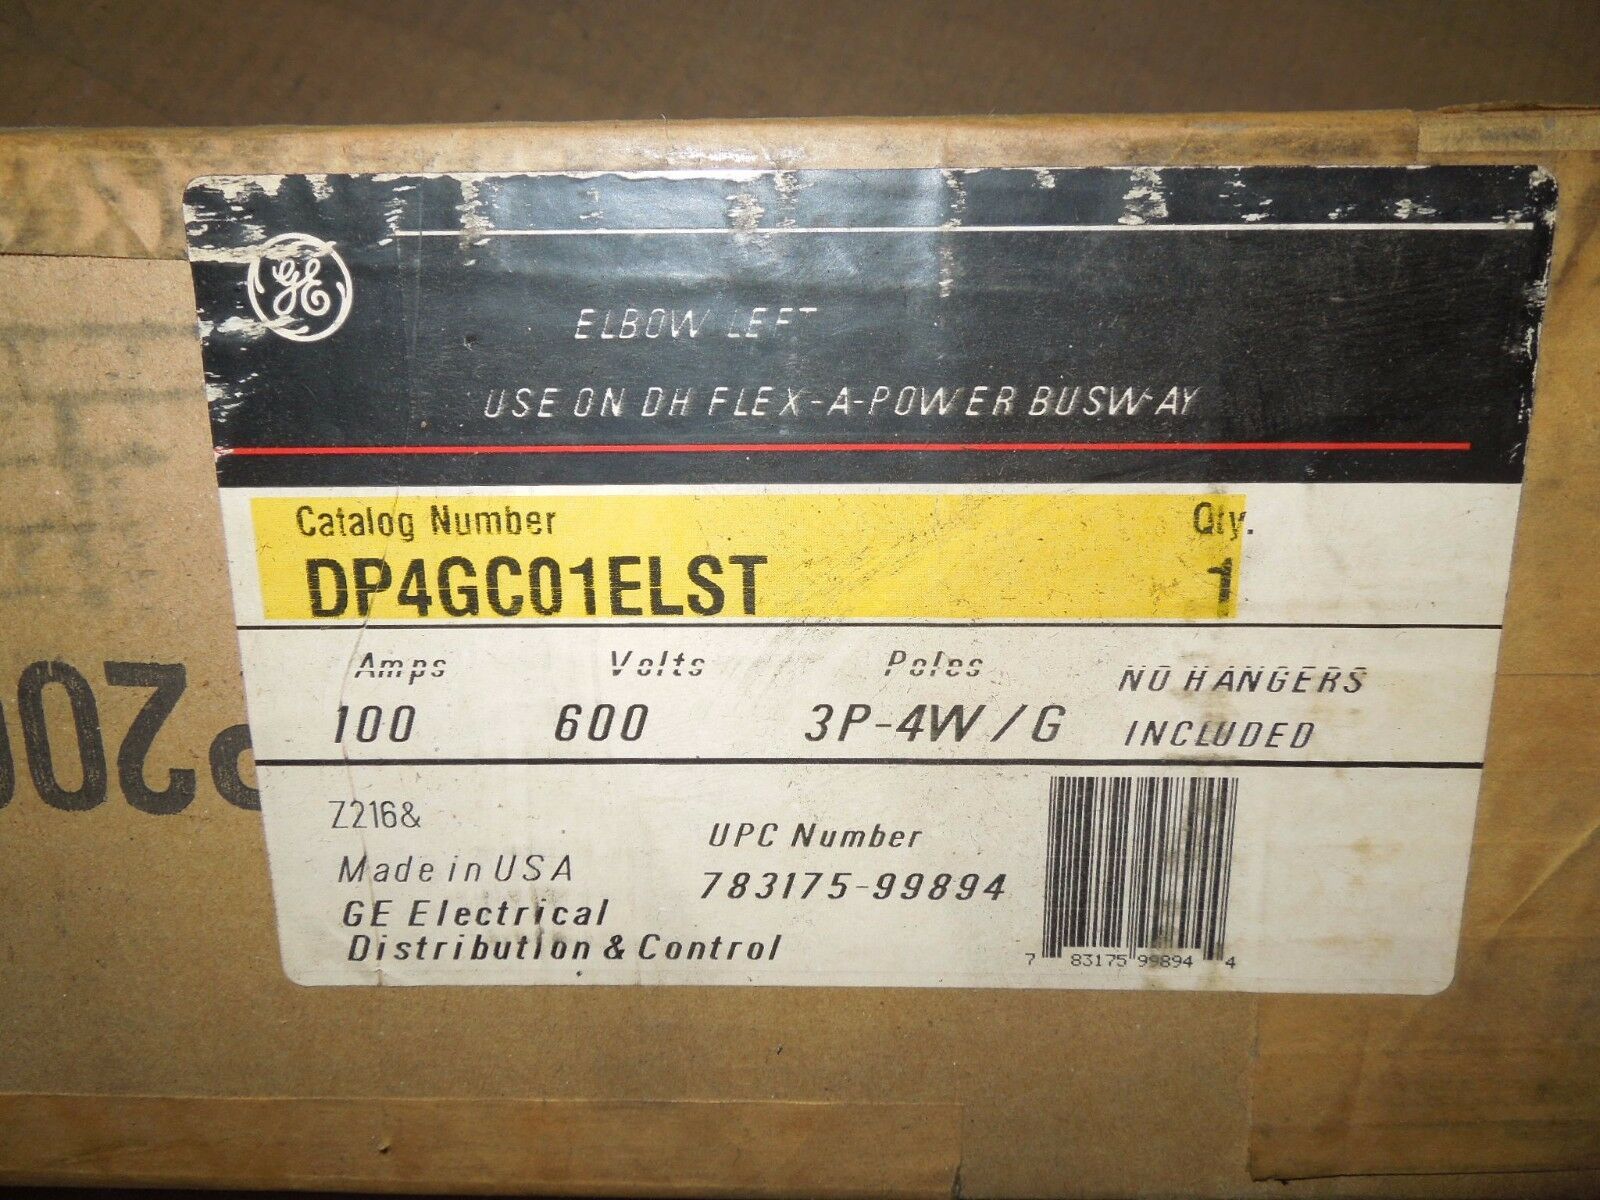 GE
ELBOW LEFT
USE ON DH FLEX-A-POWER BUSWAY
Catalog Number Qty.
DP4GC01ELST 1
Amps Volts Poles NO HANGERS
100 600 3P-4W/G INCLUDED
Z216&
Made in USA
GE Electrical
Distribution & Control
UPC Number
783175-99894
7 83175 99894 4
P20